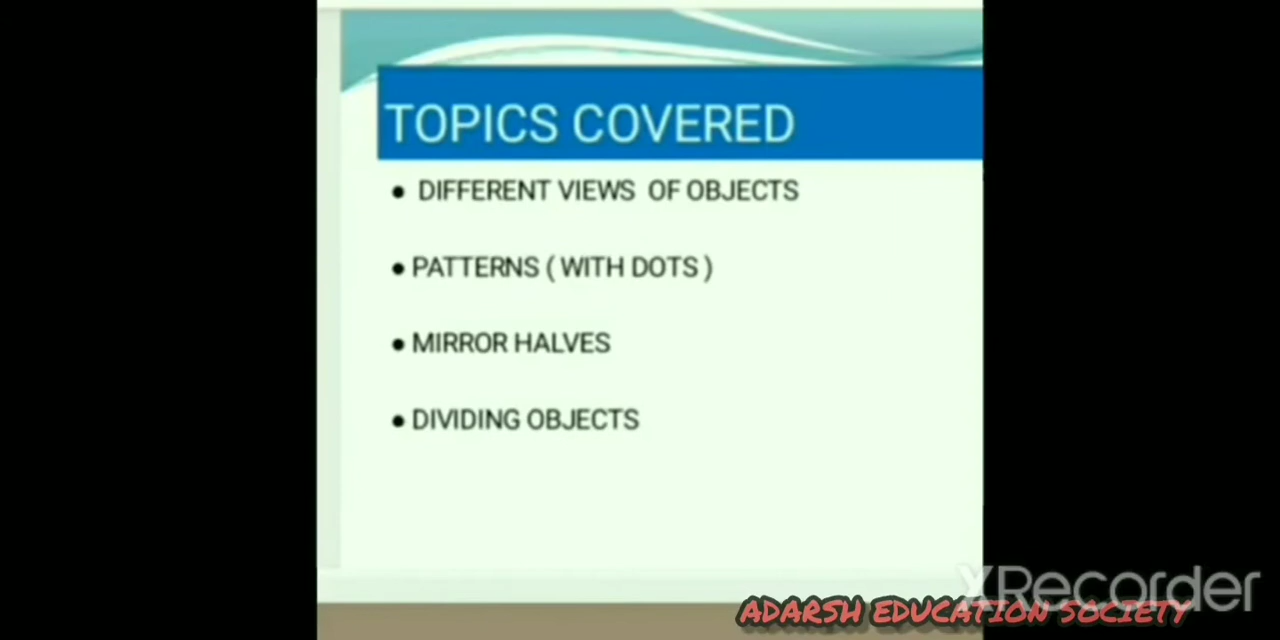 TOPICS COVERED
● DIFFERENT VIEWS OF OBJECTS
● PATTERNS ( WITH DOTS )
● MIRROR HALVES
● DIVIDING OBJECTS
XRecorder
ADARSH EDUCATION SOCIETY